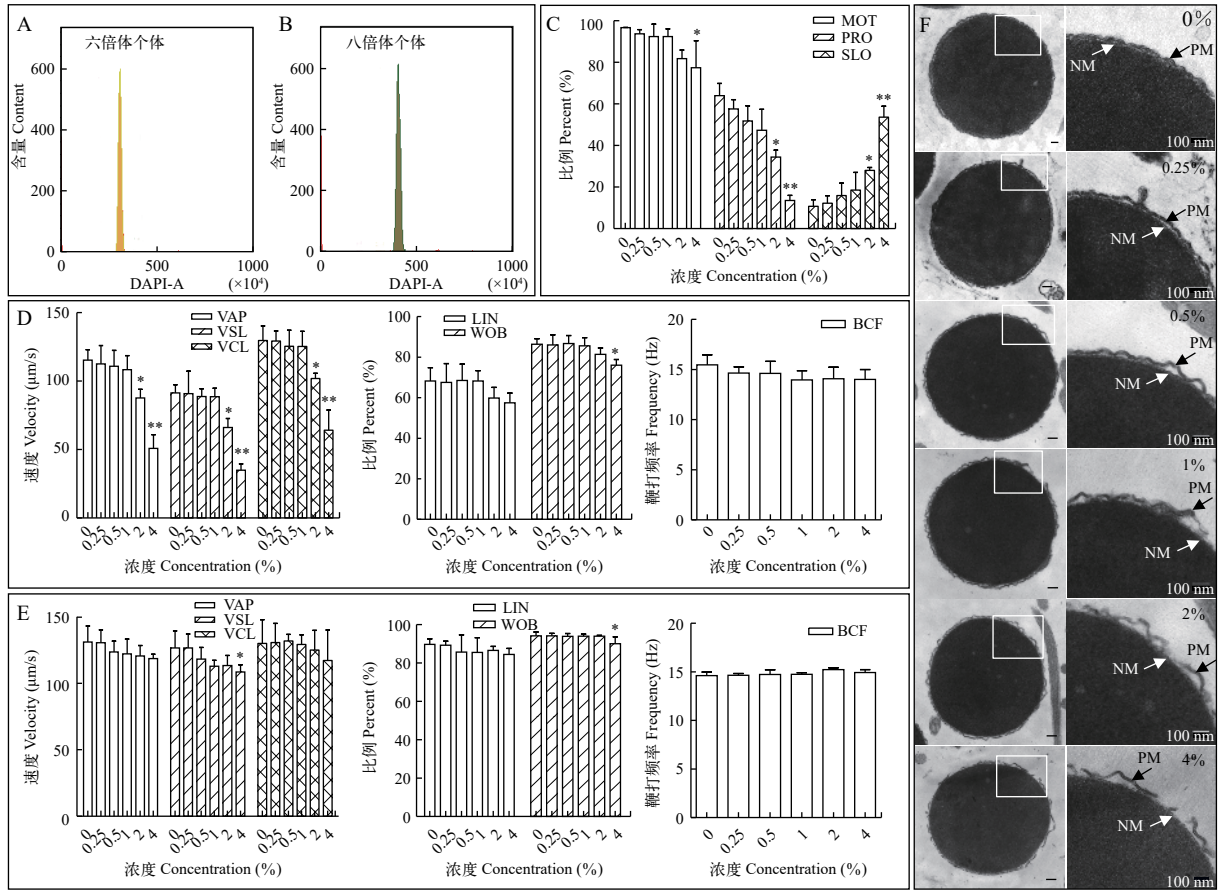 A
六倍体个体
含量 Content
600
400
200
0
0
500
1000
DAPI-A
(×10⁴)
B
八倍体个体
含量 Content
600
400
200
0
0
500
1000
DAPI-A
(×10⁴)
C
MOT
PRO
SLO
比例 Percent (%)
100
80
60
40
20
0
*
*
**
*
**
0 0.25 0.5 1 2 4
0 0.25 0.5 1 2 4
0 0.25 0.5 1 2 4
浓度 Concentration (%)
D
VAP
VSL
VCL
速度 Velocity (μm/s)
150
100
50
0
*
**
*
**
*
**
0 0.25 0.5 1 2 4
0 0.25 0.5 1 2 4
0 0.25 0.5 1 2 4
浓度 Concentration (%)
LIN
WOB
比例 Percent (%)
100
80
60
40
20
0
*
0 0.25 0.5 1 2 4
0 0.25 0.5 1 2 4
浓度 Concentration (%)
BCF
鞭打频率 Frequency (Hz)
20
15
10
5
0
0 0.25 0.5 1 2 4
浓度 Concentration (%)
E
VAP
VSL
VCL
速度 Velocity (μm/s)
150
100
50
0
*
0 0.25 0.5 1 2 4
0 0.25 0.5 1 2 4
0 0.25 0.5 1 2 4
浓度 Concentration (%)
LIN
WOB
比例 Percent (%)
100
80
60
40
20
0
*
0 0.25 0.5 1 2 4
0 0.25 0.5 1 2 4
浓度 Concentration (%)
BCF
鞭打频率 Frequency (Hz)
20
15
10
5
0
0 0.25 0.5 1 2 4
浓度 Concentration (%)
F
0%
PM
NM
100 nm
0.25%
PM
NM
100 nm
0.5%
PM
NM
100 nm
1%
PM
NM
100 nm
2%
NM
PM
100 nm
PM
4%
NM
100 nm